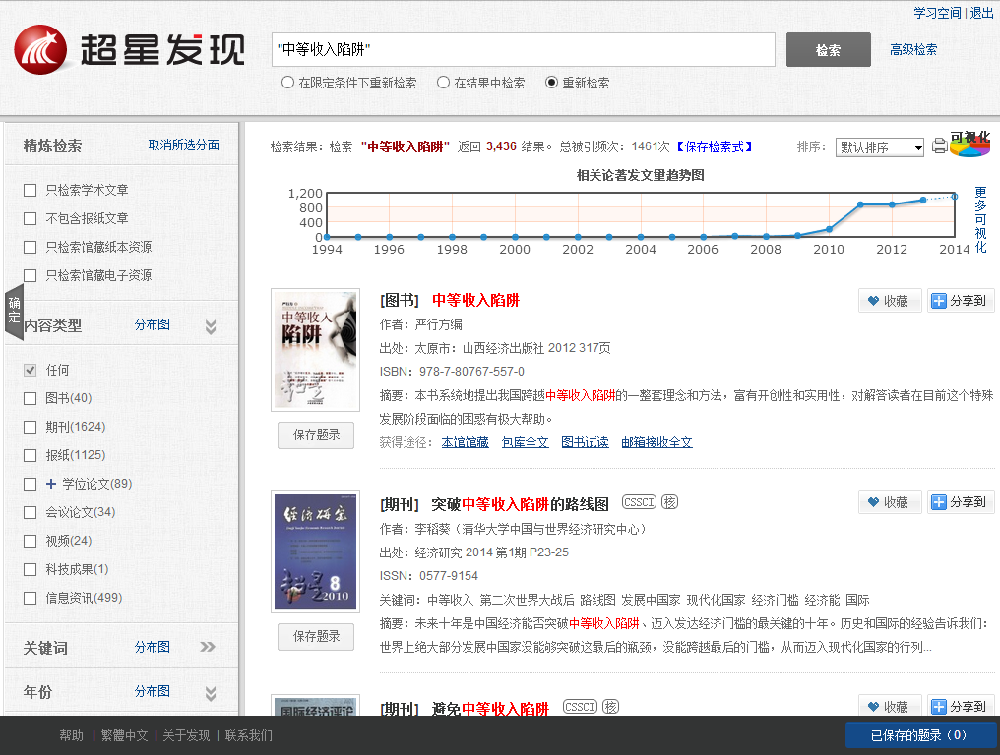 学习空间 | 退出
超星发现
"中等收入陷阱"
检索
高级检索
在限定条件下重新检索 在结果中检索 重新检索
精炼检索 取消所选分面
只检索学术文章
不包含报纸文章
只检索馆藏纸本资源
只检索馆藏电子资源
确定
内容类型 分布图
任何
图书(40)
期刊(1624)
报纸(1125)
学位论文(89)
会议论文(34)
视频(24)
科技成果(1)
信息资讯(499)
关键词 分布图
年份 分布图
检索结果：检索 "中等收入陷阱" 返回 3,436 结果。总被引频次：1461次 【保存检索式】
排序： 默认排序
可视化
相关论著发文量趋势图
1,200
800
400
0
1994 1996 1998 2000 2002 2004 2006 2008 2010 2012 2014
更多可视化
中等收入
陷阱
[图书] 中等收入陷阱
收藏 分享到
作者：严行方编
出处：太原市：山西经济出版社 2012 317页
ISBN：978-7-80767-557-0
摘要：本书系统地提出我国跨越中等收入陷阱的一整套理念和方法，富有开创性和实用性，对解答读者在目前这个特殊
发展阶段面临的困惑有极大帮助。
获得途径： 本馆馆藏 包库全文 图书试读 邮箱接收全文
保存题录
经济研究
8
2010
[期刊] 突破中等收入陷阱的路线图 CSSCI 核
收藏 分享到
作者：李稻葵（清华大学中国与世界经济研究中心）
出处：经济研究 2014 第1期 P23-25
ISSN：0577-9154
关键词：中等收入 第二次世界大战后 路线图 发展中国家 现代化国家 经济门槛 经济能 国际
摘要：未来十年是中国经济能否突破中等收入陷阱、迈入发达经济门槛的最关键的十年。历史和国际的经验告诉我们：
世界上绝大部分发展中国家没能够突破这最后的瓶颈，没能跨越最后的门槛，从而迈入现代化国家的行列...
保存题录
国际经济评论
[期刊] 避免中等收入陷阱 CSSCI 核
收藏 分享到
帮助 | 繁體中文 | 关于发现 | 联系我们
已保存的题录（0）